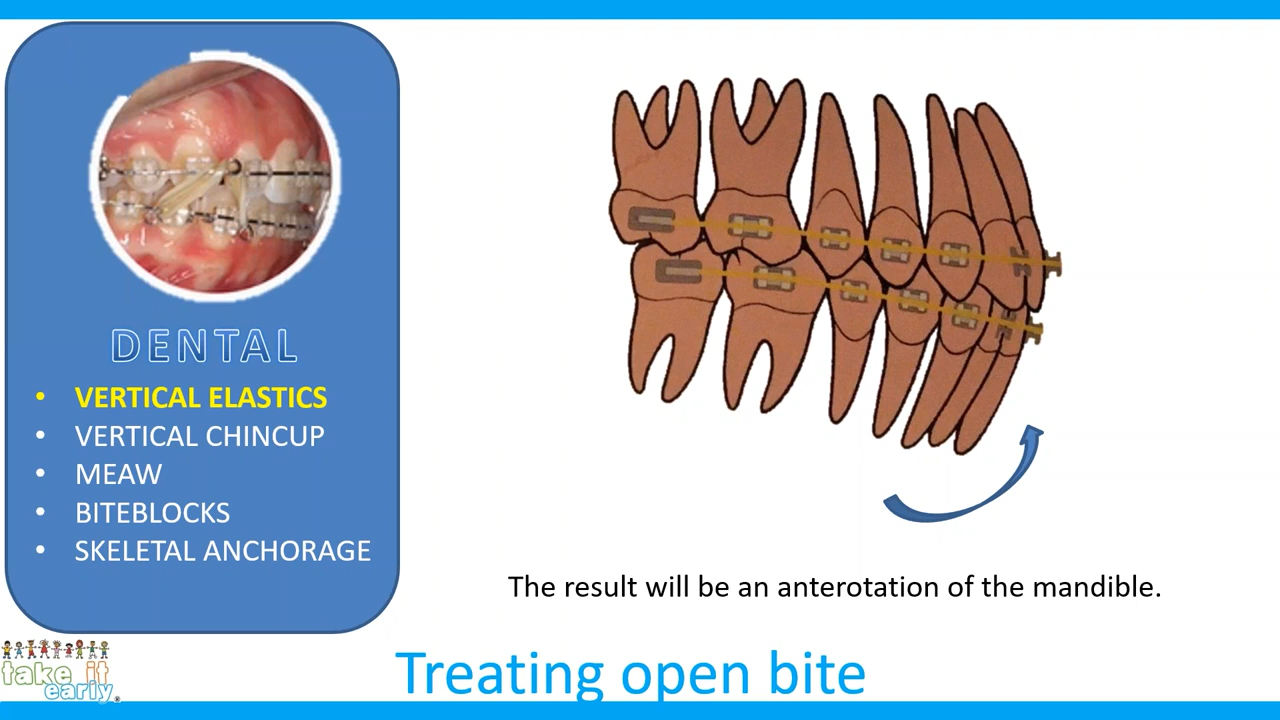 DENTAL
• VERTICAL ELASTICS
• VERTICAL CHINCUP
• MEAW
• BITEBLOCKS
• SKELETAL ANCHORAGE
The result will be an anterotation of the mandible.
take it
early®
Treating open bite